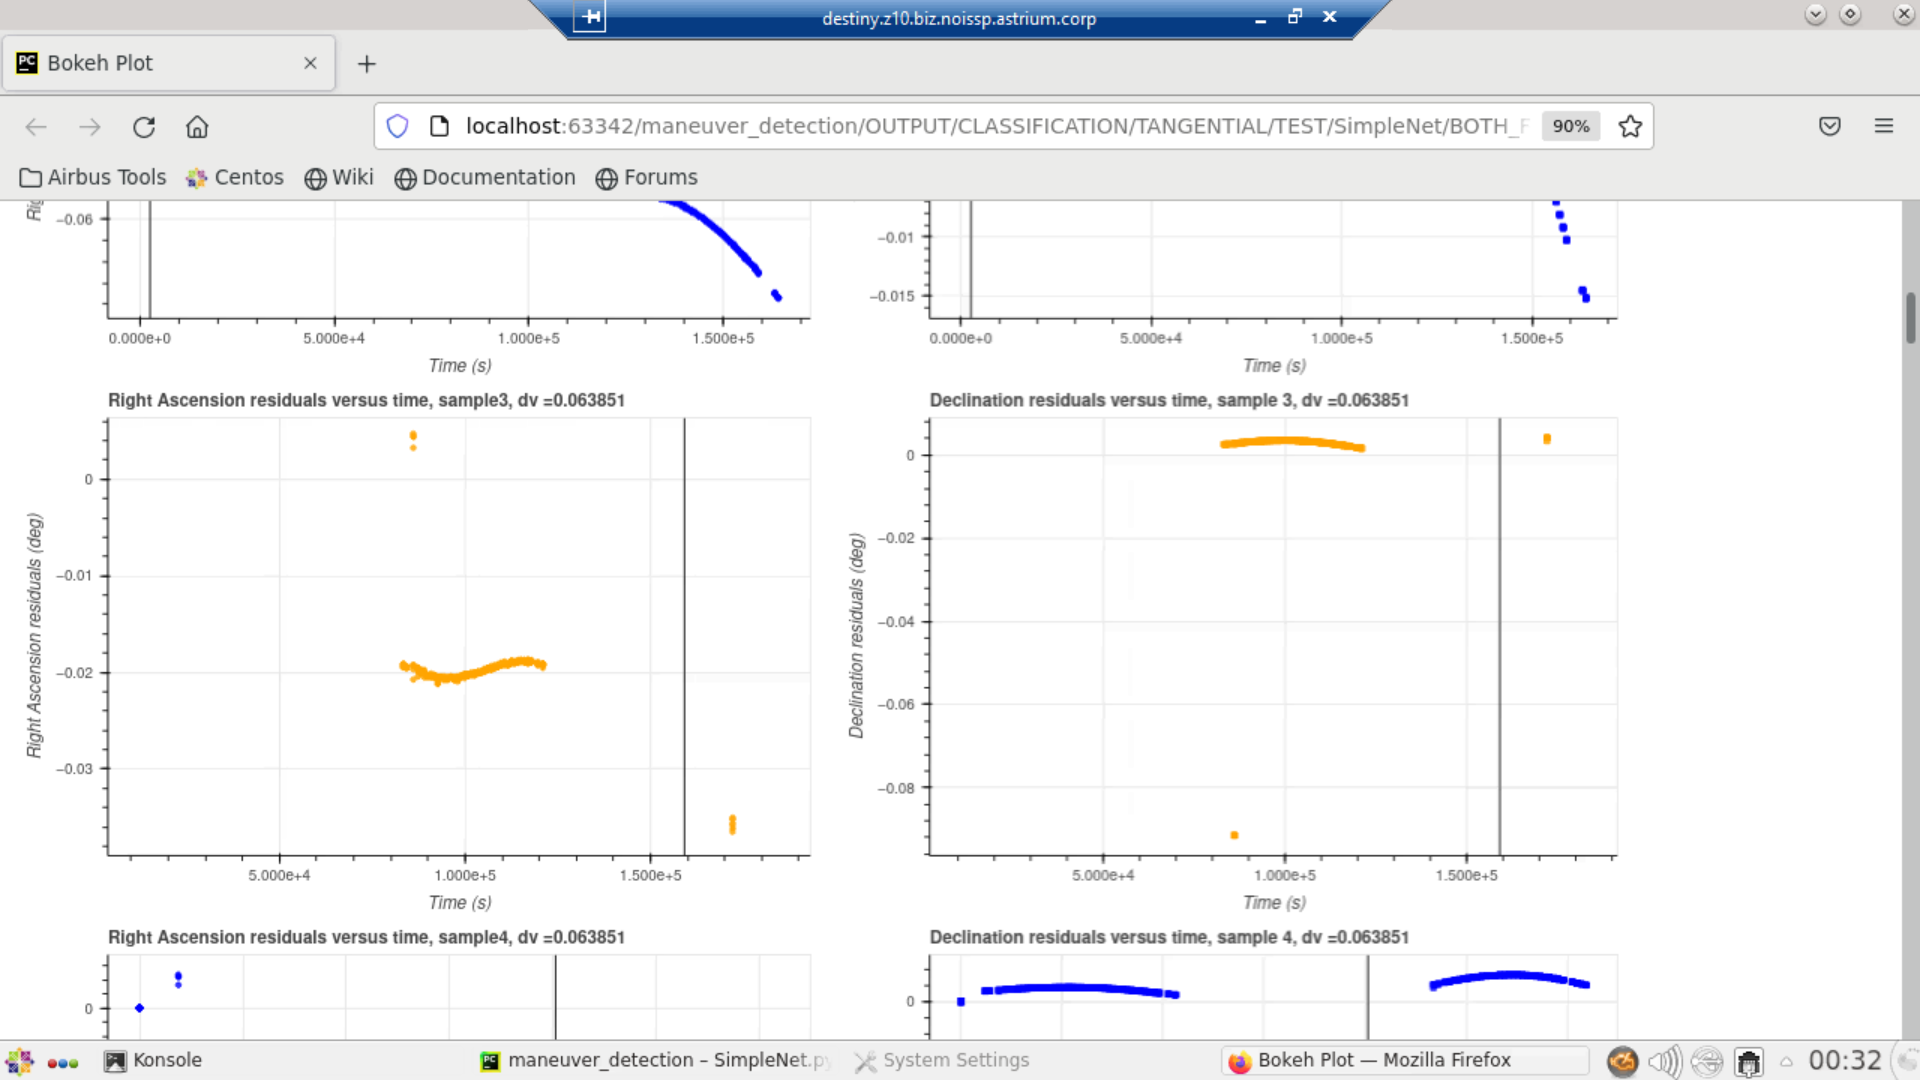 destiny.z10.biz.noissp.astrium.corp
PC Bokeh Plot
localhost:63342/maneuver_detection/OUTPUT/CLASSIFICATION/TANGENTIAL/TEST/SimpleNet/BOTH_F 90%
Airbus Tools Centos Wiki Documentation Forums
Rig
−0.06
0.000e+0 5.000e+4 1.000e+5 1.500e+5
Time (s)
−0.01
−0.015
0.000e+0 5.000e+4 1.000e+5 1.500e+5
Time (s)
Right Ascension residuals versus time, sample3, dv =0.063851
Right Ascension residuals (deg)
0
−0.01
−0.02
−0.03
5.000e+4 1.000e+5 1.500e+5
Time (s)
Declination residuals versus time, sample 3, dv =0.063851
Declination residuals (deg)
0
−0.02
−0.04
−0.06
−0.08
5.000e+4 1.000e+5 1.500e+5
Time (s)
Right Ascension residuals versus time, sample4, dv =0.063851
0
Declination residuals versus time, sample 4, dv =0.063851
0
Konsole PC maneuver_detection – SimpleNet.py System Settings Bokeh Plot — Mozilla Firefox 00:32